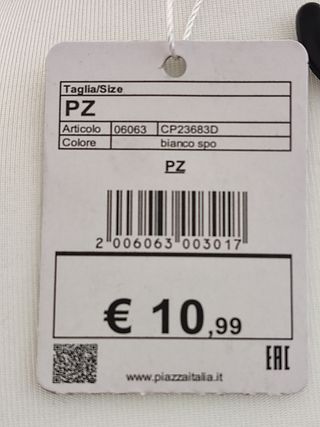 Taglia/Size
PZ
Articolo 06063 CP23683D
Colore bianco spo
PZ
2 006063 003017
€ 10,99
EAC
www.piazzaitalia.it